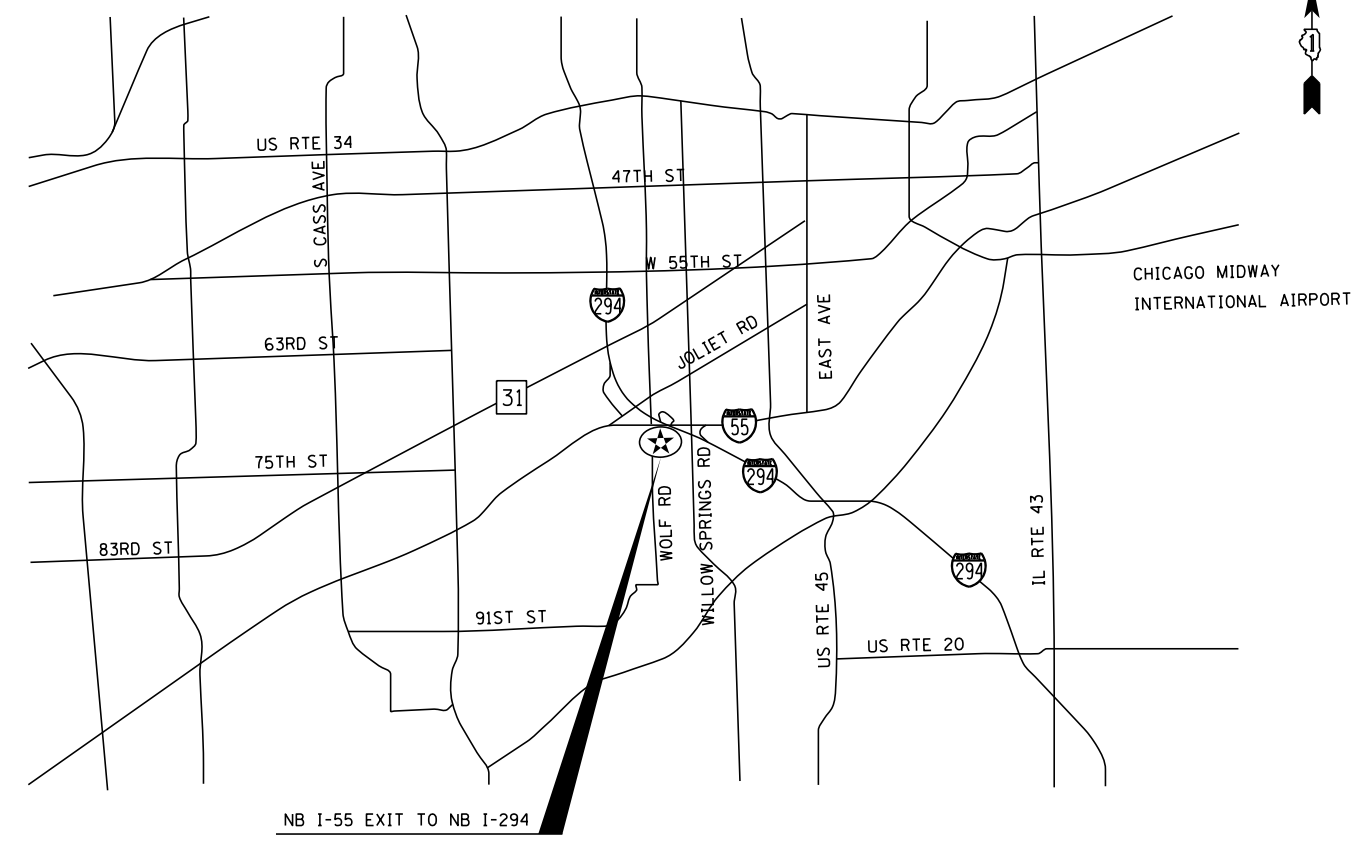 1
US RTE 34
47TH ST
S CASS AVE
W 55TH ST
CHICAGO MIDWAY
INTERNATIONAL AIRPORT
294
63RD ST
JOLIET RD
EAST AVE
31
55
75TH ST
294
WOLF RD
WILLOW SPRINGS RD
83RD ST
IL RTE 43
294
91ST ST
US RTE 45
US RTE 20
NB I-55 EXIT TO NB I-294